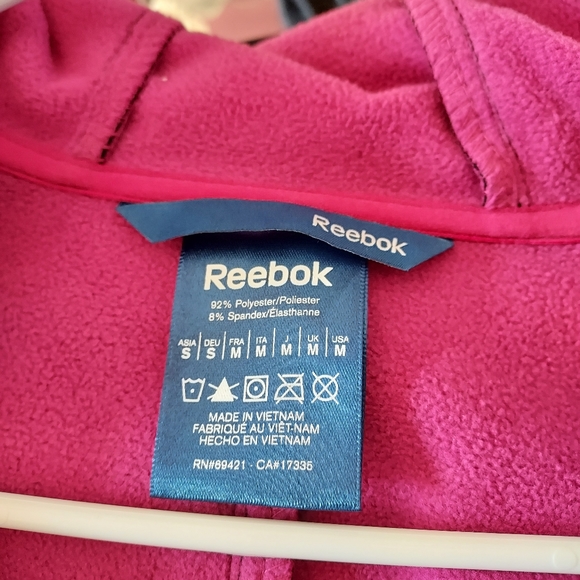 Reebok
Reebok
92% Polyester/Poliester
8% Spandex/Élasthanne
ASIA DEU FRA ITA J UK USA
S S M M M M M
MADE IN VIETNAM
FABRIQUÉ AU VIÊT-NAM
HECHO EN VIETNAM
RN#69421 - CA#17335